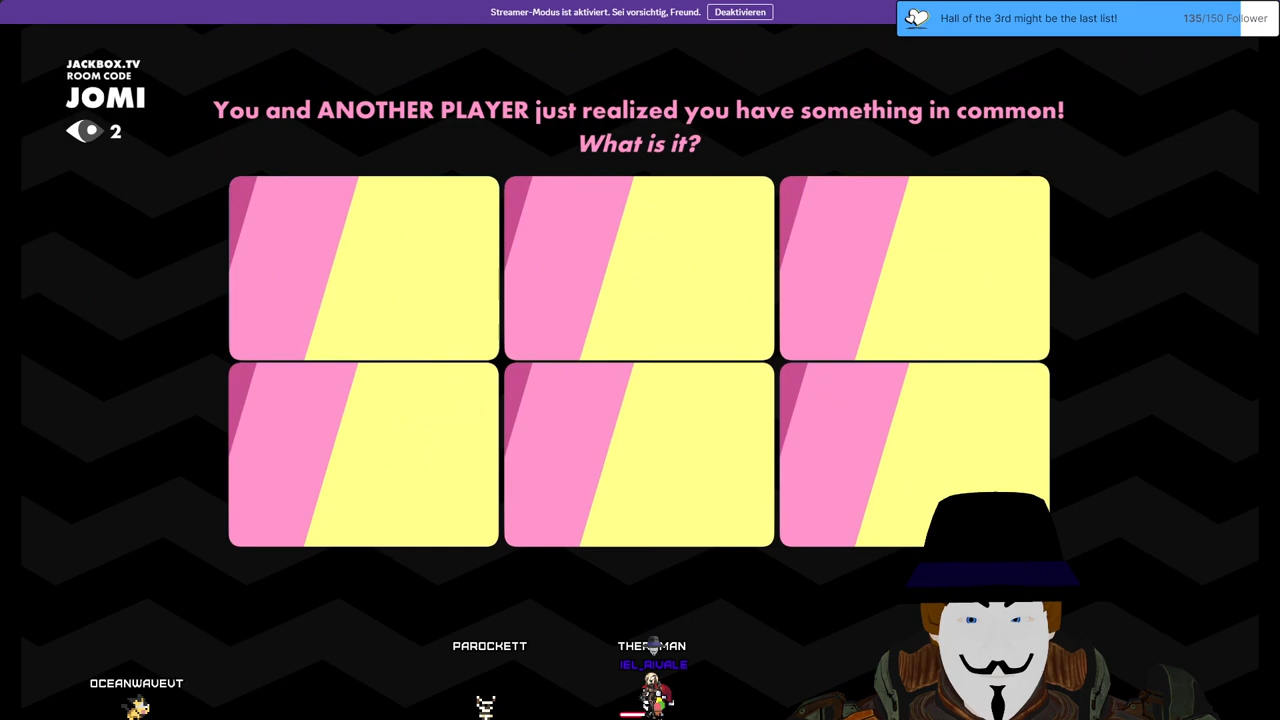 Streamer-Modus ist aktiviert. Sei vorsichtig, Freund. Deaktivieren
Hall of the 3rd might be the last list! 135/150 Follower
JACKBOX.TV
ROOM CODE
JOMI
2
You and ANOTHER PLAYER just realized you have something in common!
What is it?
PAROCKETT
OCEANWAVEVT